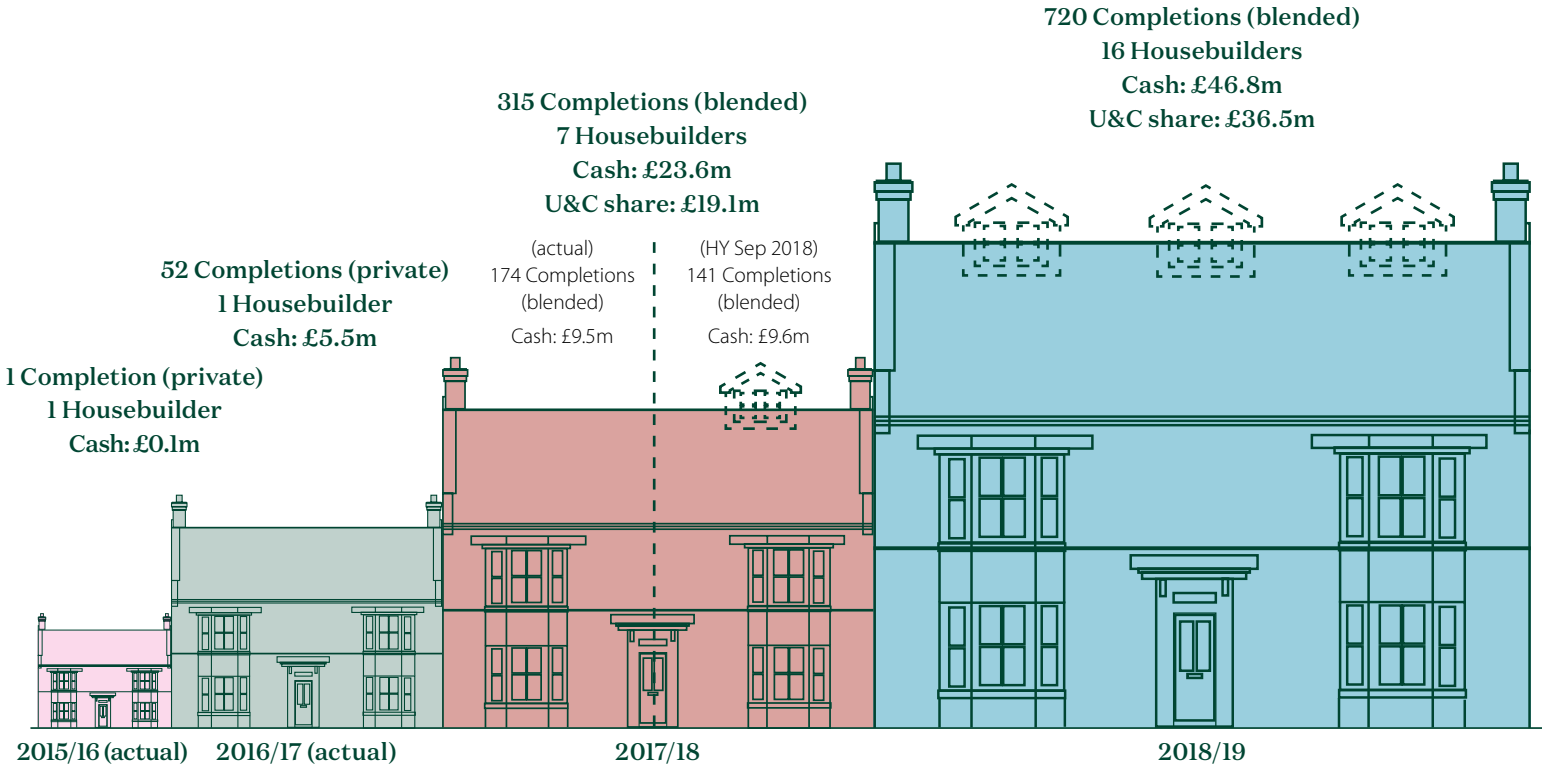 720 Completions (blended)
16 Housebuilders
Cash: £46.8m
U&C share: £36.5m
315 Completions (blended)
7 Housebuilders
Cash: £23.6m
U&C share: £19.1m
(actual)
174 Completions
(blended)
Cash: £9.5m
(HY Sep 2018)
141 Completions
(blended)
Cash: £9.6m
52 Completions (private)
1 Housebuilder
Cash: £5.5m
1 Completion (private)
1 Housebuilder
Cash: £0.1m
2015/16 (actual)
2016/17 (actual)
2017/18
2018/19